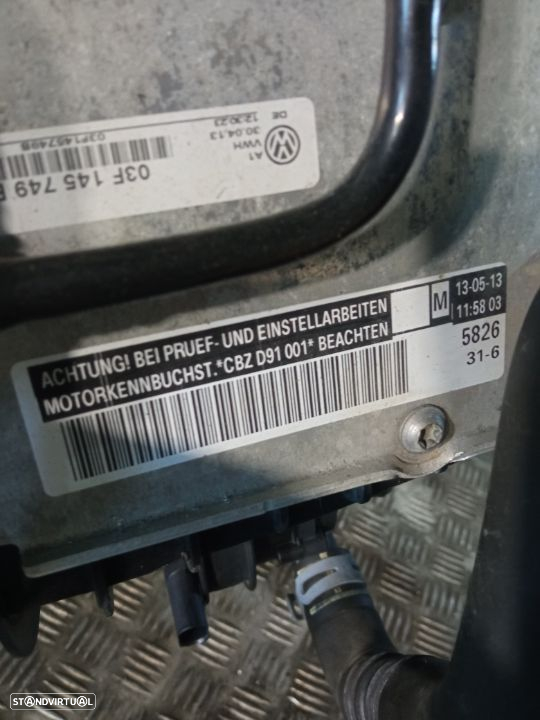 DE 12:30:23
30.04.13
VWH
A1
03F145749B
03F 145 749
ACHTUNG! BEI PRUEF- UND EINSTELLARBEITEN
MOTORKENNBUCHST.*CBZ D91 001* BEACHTEN
M
13-05-13
11:58 03
5826
31-6
STANDVIRTUAL